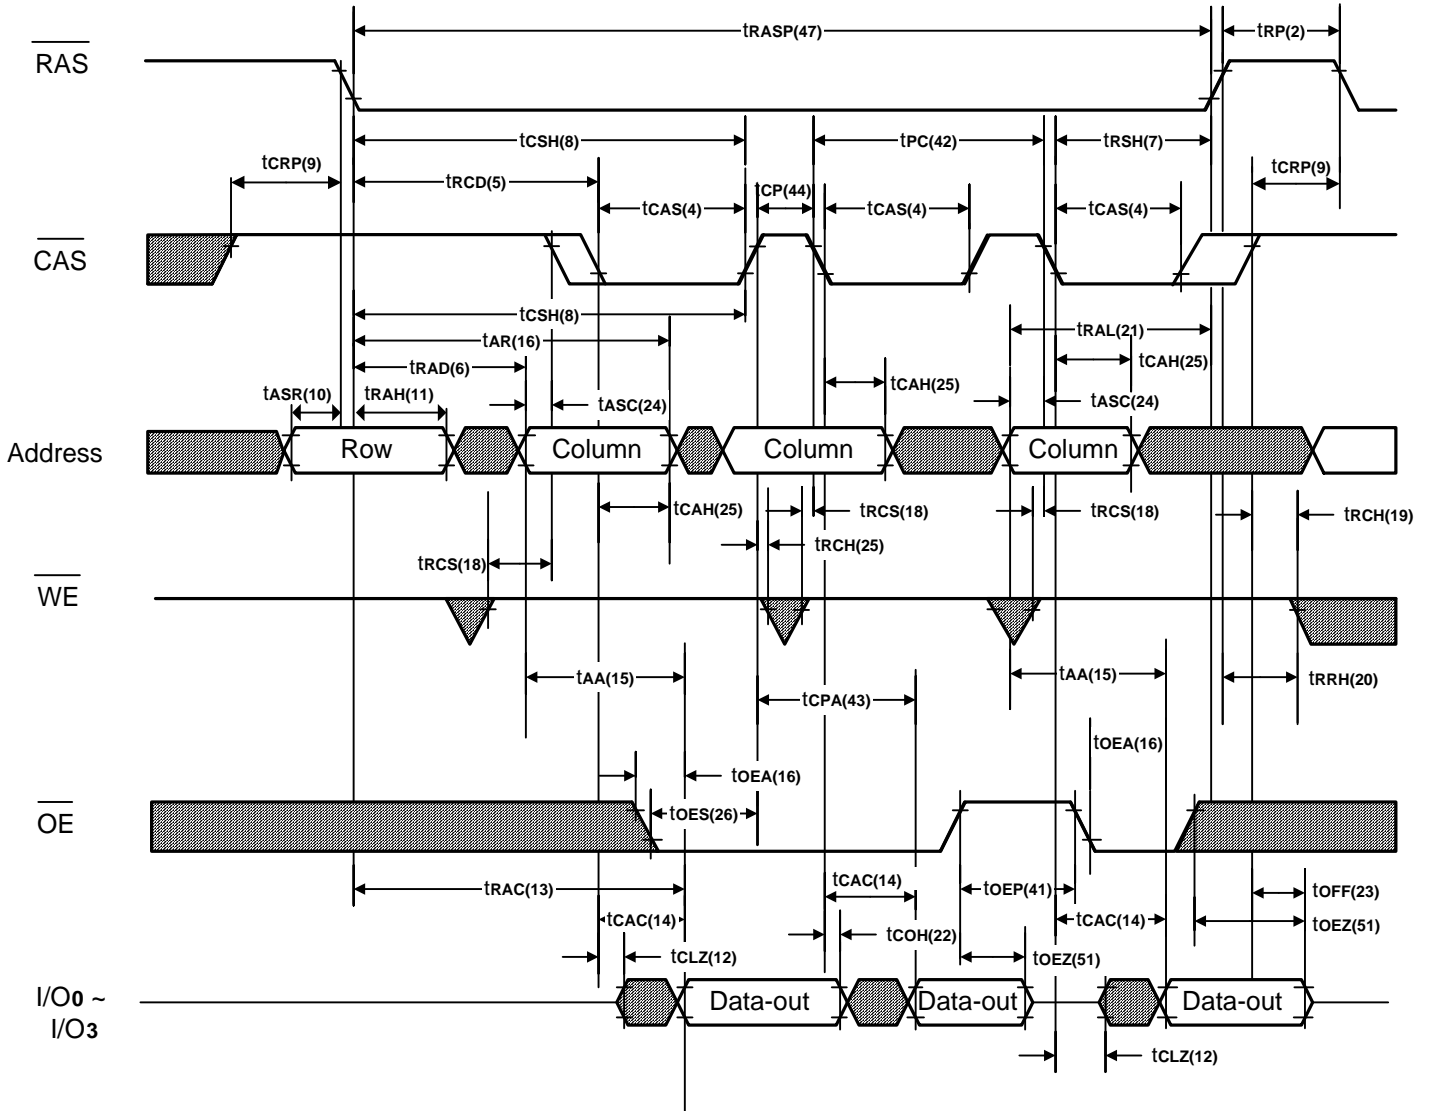 tRASP(47) tRP(2)
RAS
tCSH(8) tPC(42) tRSH(7)
tCRP(9) tCRP(9)
tRCD(5) tCP(44)
tCAS(4) tCAS(4) tCAS(4)
CAS
tCSH(8)
tRAL(21)
tAR(16)
tRAD(6) tCAH(25)
tASR(10) tRAH(11) tCAH(25)
tASC(24) tASC(24)
Address Row Column Column Column
tCAH(25) tRCS(18) tRCS(18) tRCH(19)
tRCH(25)
tRCS(18)
WE
tAA(15) tAA(15) tRRH(20)
tCPA(43)
tOEA(16)
tOEA(16)
OE tOES(26)
tRAC(13) tCAC(14) tOEP(41) tOFF(23)
tCAC(14) tCAC(14) tOEZ(51)
tCOH(22)
tCLZ(12) tOEZ(51)
I/O0 ~ Data-out Data-out Data-out
I/O3
tCLZ(12)